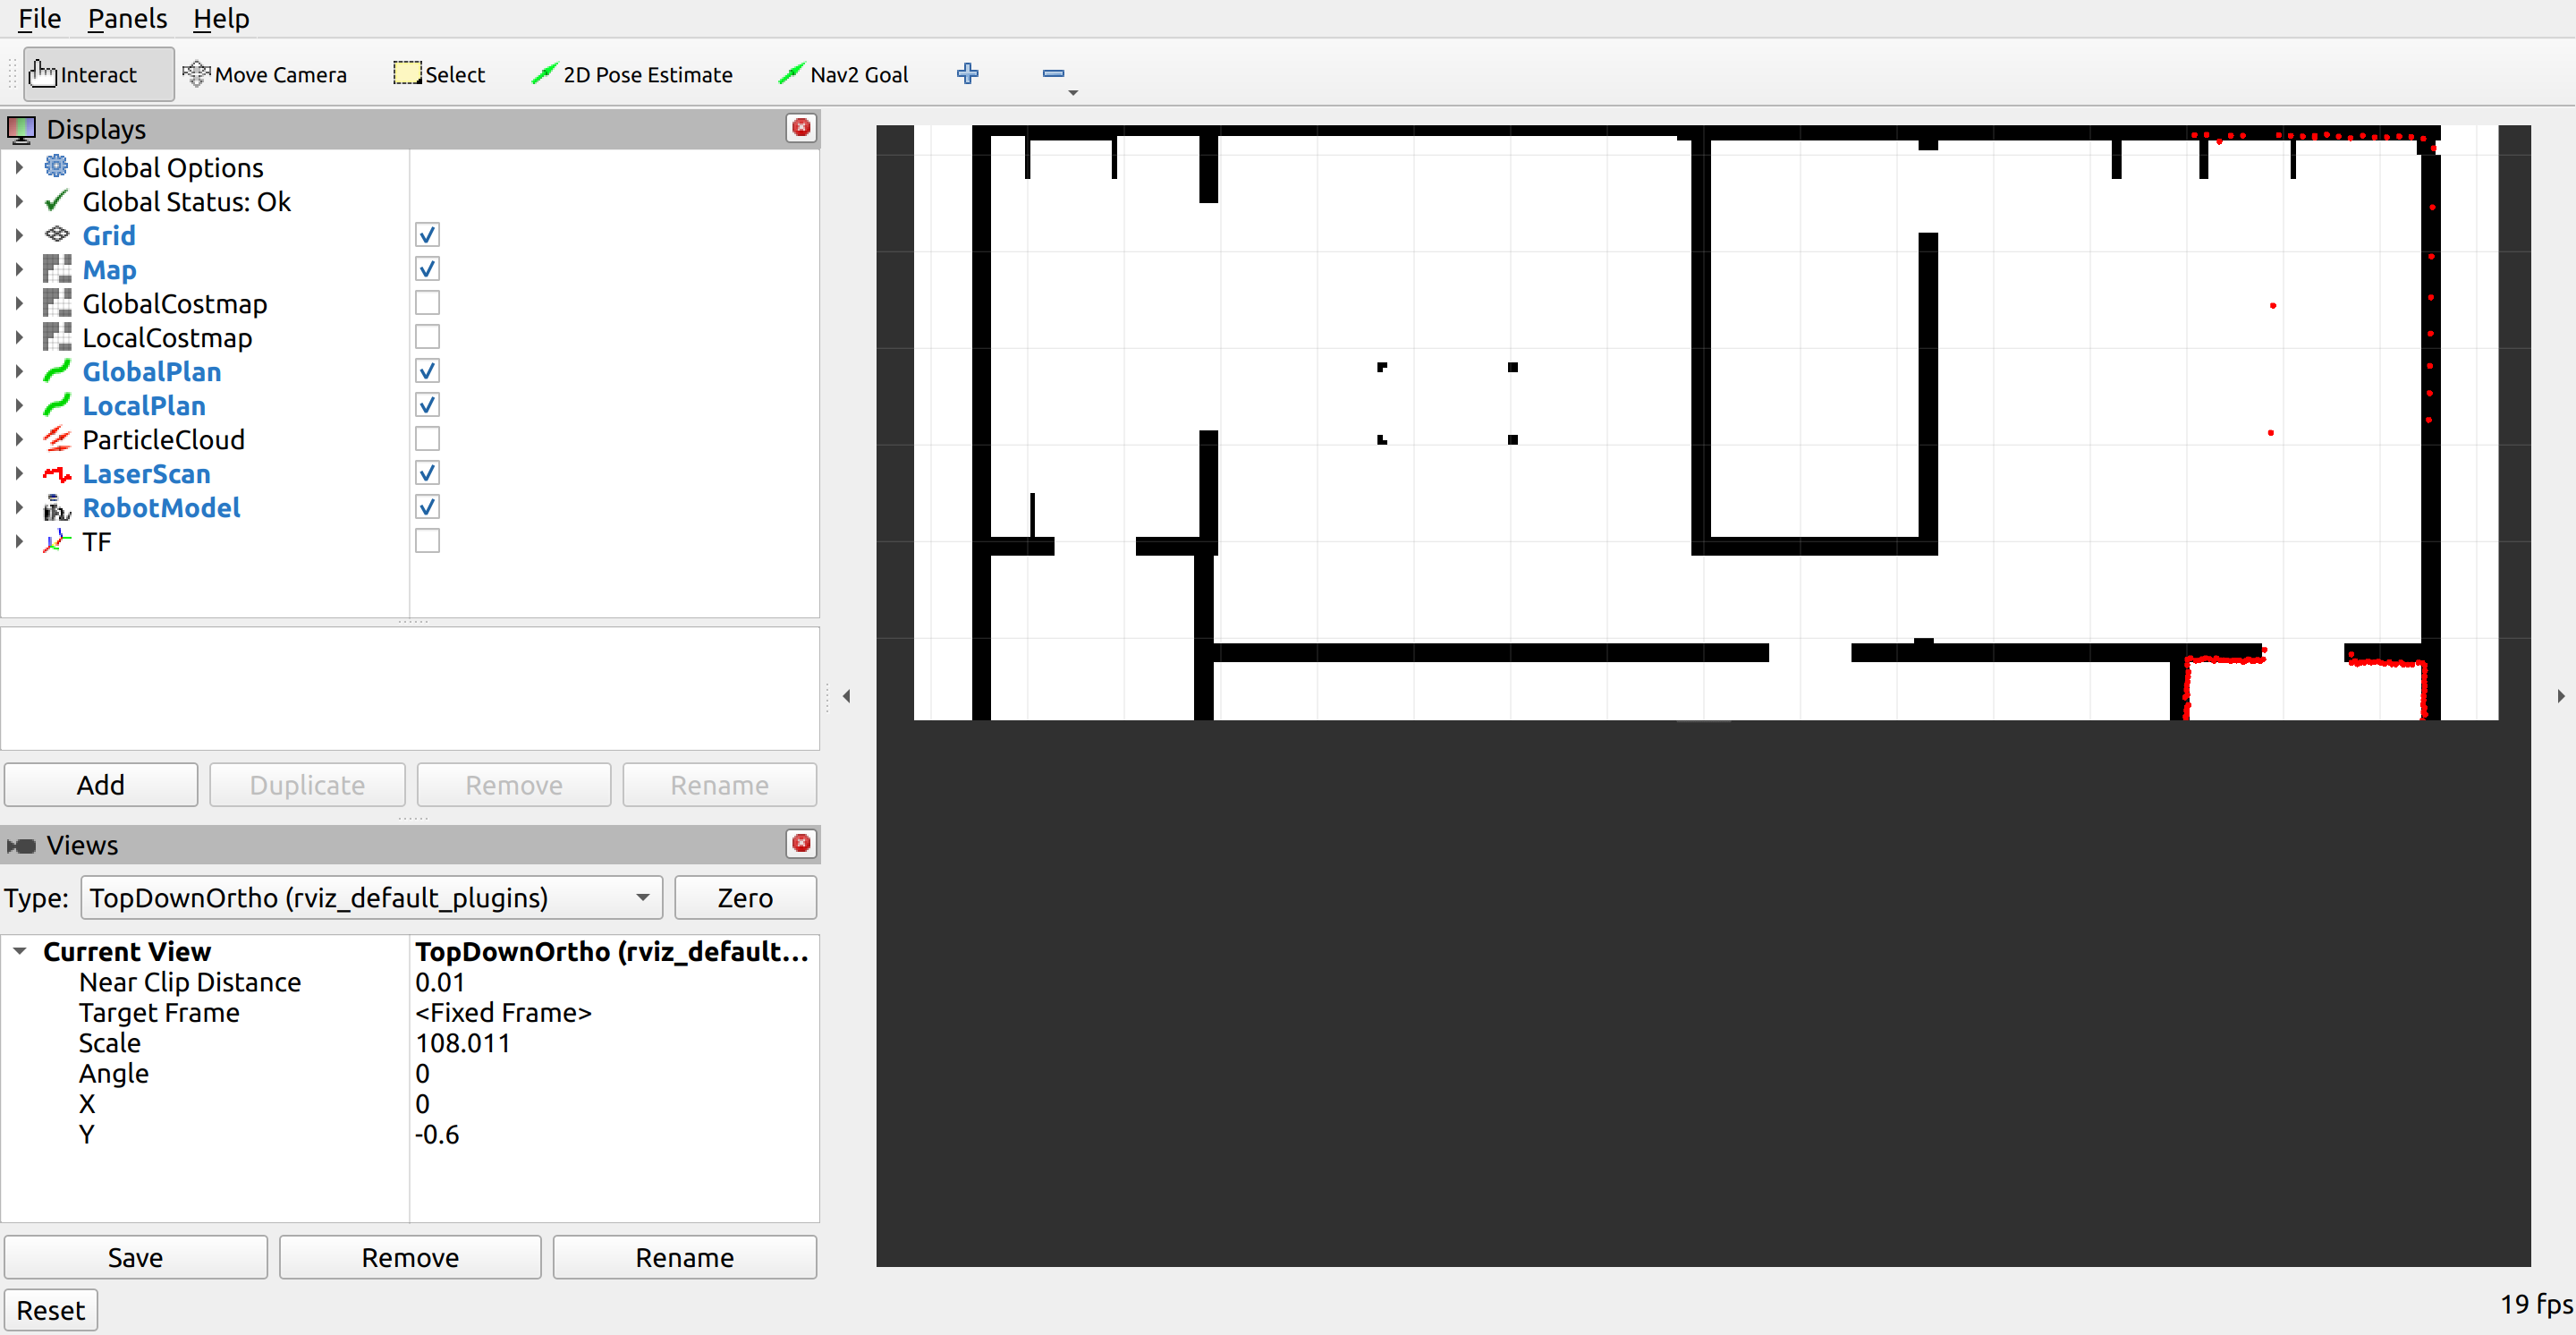 File Panels Help
Interact Move Camera Select 2D Pose Estimate Nav2 Goal
Displays
Global Options
Global Status: Ok
Grid
Map
GlobalCostmap
LocalCostmap
GlobalPlan
LocalPlan
ParticleCloud
LaserScan
RobotModel
TF
Add Duplicate Remove Rename
Views
Type: TopDownOrtho (rviz_default_plugins) Zero
Current View TopDownOrtho (rviz_default...
Near Clip Distance 0.01
Target Frame <Fixed Frame>
Scale 108.011
Angle 0
X 0
Y -0.6
Save Remove Rename
Reset
19 fps